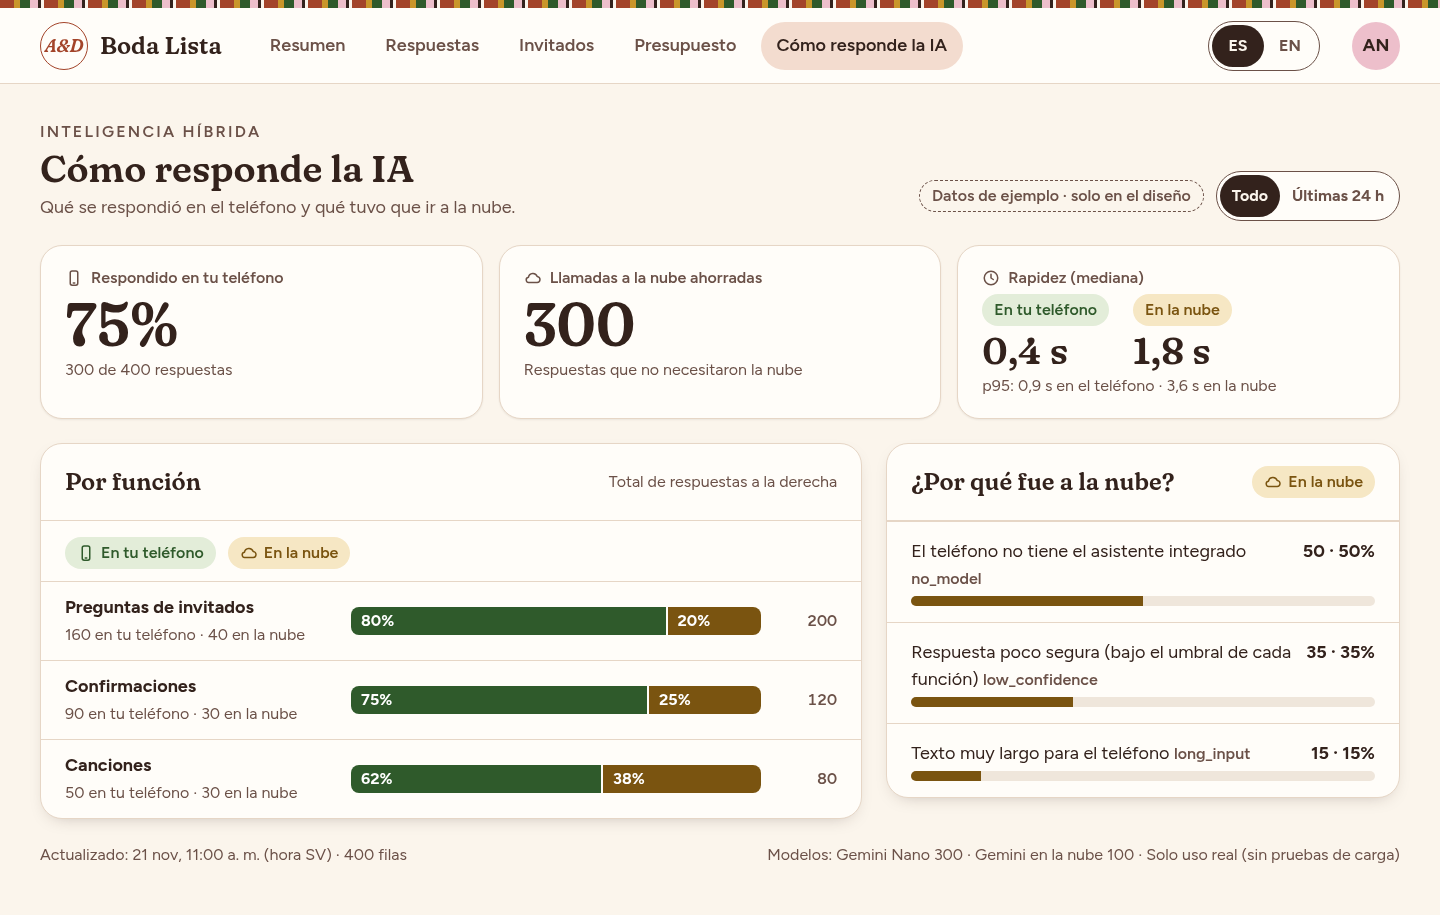 A&D Boda Lista Resumen Respuestas Invitados Presupuesto Cómo responde la IA ES EN AN
INTELIGENCIA HÍBRIDA
Cómo responde la IA
Qué se respondió en el teléfono y qué tuvo que ir a la nube.
Datos de ejemplo · solo en el diseño Todo Últimas 24 h
Respondido en tu teléfono
75%
300 de 400 respuestas
Llamadas a la nube ahorradas
300
Respuestas que no necesitaron la nube
Rapidez (mediana)
En tu teléfono En la nube
0,4 s 1,8 s
p95: 0,9 s en el teléfono · 3,6 s en la nube
Por función Total de respuestas a la derecha
En tu teléfono En la nube
Preguntas de invitados
160 en tu teléfono · 40 en la nube
80% 20% 200
Confirmaciones
90 en tu teléfono · 30 en la nube
75% 25% 120
Canciones
50 en tu teléfono · 30 en la nube
62% 38% 80
¿Por qué fue a la nube? En la nube
El teléfono no tiene el asistente integrado 50 · 50%
no_model
Respuesta poco segura (bajo el umbral de cada 35 · 35%
función) low_confidence
Texto muy largo para el teléfono long_input 15 · 15%
Actualizado: 21 nov, 11:00 a. m. (hora SV) · 400 filas
Modelos: Gemini Nano 300 · Gemini en la nube 100 · Solo uso real (sin pruebas de carga)